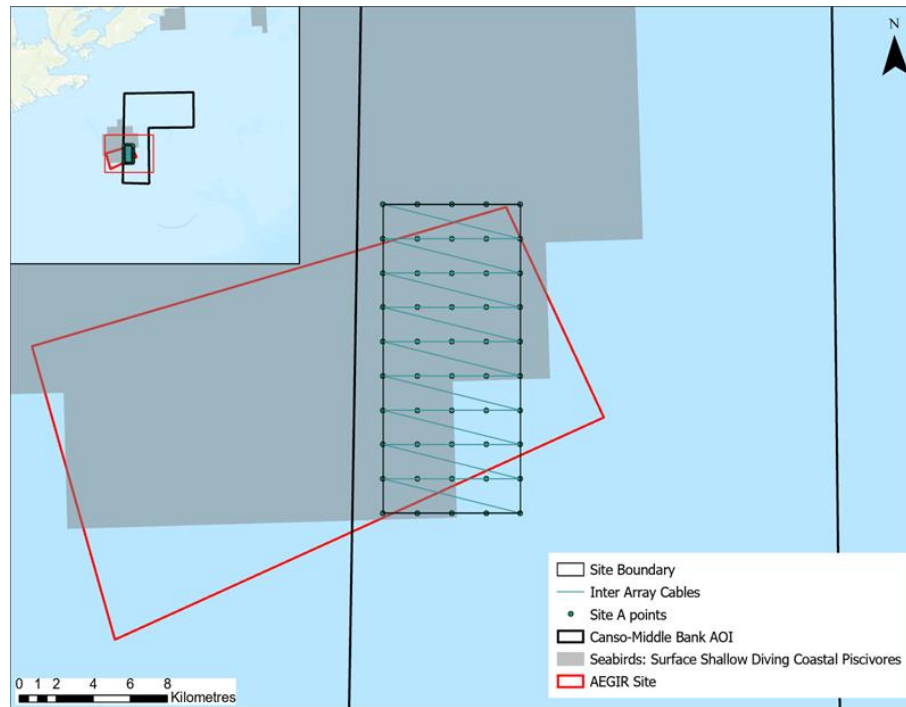 N
Site Boundary
Inter Array Cables
Site A points
Canso-Middle Bank AOI
Seabirds: Surface Shallow Diving Coastal Piscivores
AEGIR Site
0 1 2 4 6 8
Kilometres